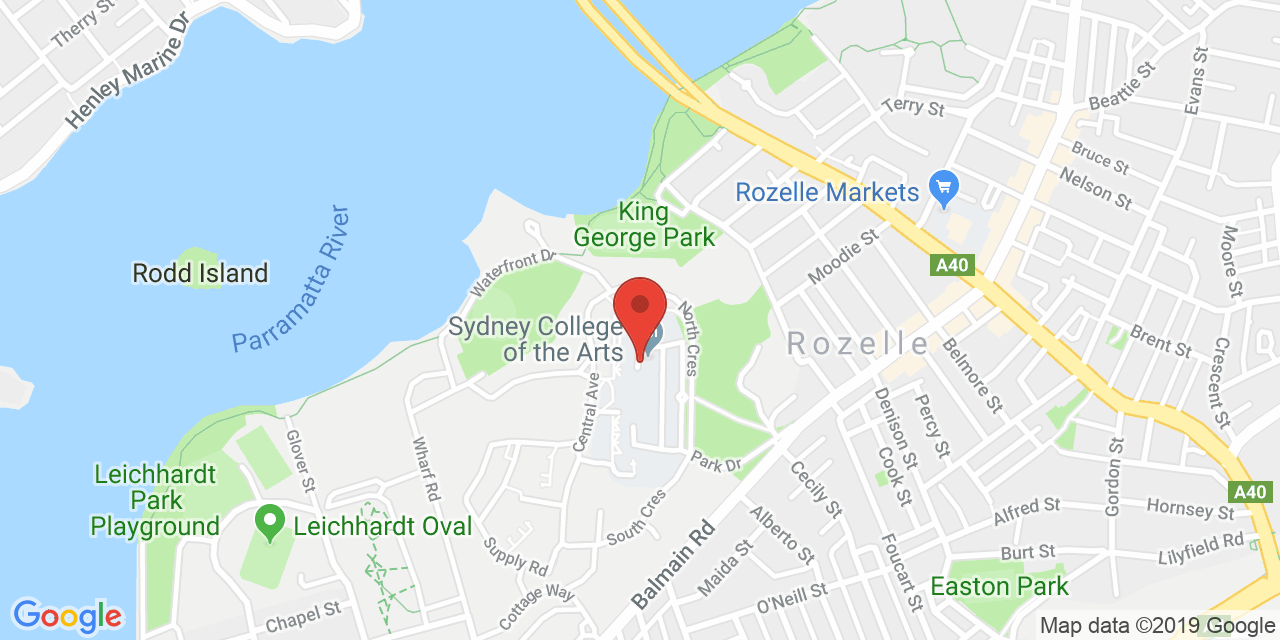 Therry St
Henley Marine Dr
Beattie St
Evans St
Terry St
Bruce St
Nelson St
Rozelle Markets
King
George Park
Moodie St
A40
Moore St
Rodd Island
Parramatta River
Waterfront Dr
Sydney College
of the Arts
North Cres
Rozelle
Brent St
Belmore St
Crescent St
Central Ave
Percy St
Denison St
Glover St
Wharf Rd
Park Dr
Cook St
Gordon St
Leichhardt
Park
Playground
Cecily St
A40
Leichhardt Oval
South Cres
Alfred St
Hornsey St
Alberto St
Supply Rd
Balmain Rd
Maida St
Foucart St
Burt St
Lilyfield Rd
Easton Park
Cottage Way
O'Neill St
Chapel St
Google
Map data ©2019 Google